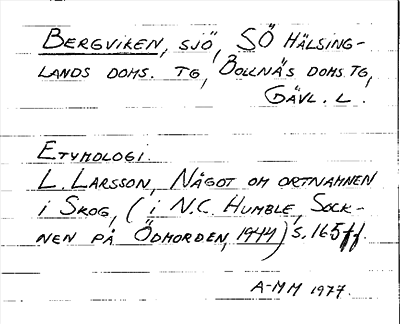 BERGVIKEN, SJÖ, SÖ HÄLSING-
LANDS DOMS. TG, BOLLNÄS DOMS.TG,
GÄVL. L.
ETYMOLOGI.
L. LARSSON, NÅGOT OM ORTNAMNEN
I SKOG, (I N.C. HUMBLE, SOCK-
NEN PÅ ÖDMORDEN, 1944) S. 165 ff.
A-MM 1977.